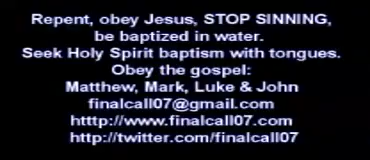 Repent, obey Jesus, STOP SINNING,
be baptized in water.
Seek Holy Spirit baptism with tongues.
Obey the gospel:
Matthew, Mark, Luke & John
finalcall07@gmail.com
htttp://www.finalcall07.com
http://twitter.com/finalcall07